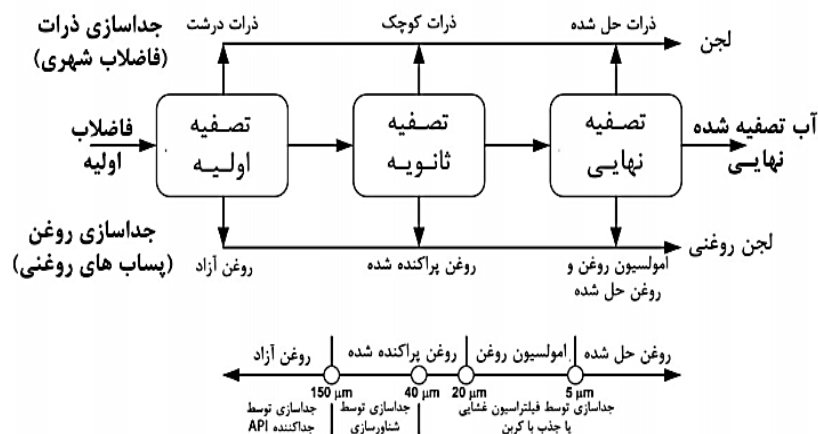 جداسازی ذرات
(فاضلاب شهری)
ذرات درشت
ذرات کوچک
ذرات حل شده
لجن
فاضلاب
اولیه
تصفیه
اولیه
تصفیه
ثانویه
تصفیه
نهایی
آب تصفیه شده
نهایی
جداسازی روغن
(پساب های روغنی)
روغن آزاد
روغن پراکنده شده
امولسیون روغن و
روغن حل شده
لجن روغنی
روغن آزاد
روغن پراکنده شده
امولسیون روغن
روغن حل شده
150 μm
40 μm
20 μm
5 μm
جداسازی توسط
جداکننده API
جداسازی توسط
شناورسازی
جداسازی توسط فیلتراسیون غشایی
یا جذب با کربن